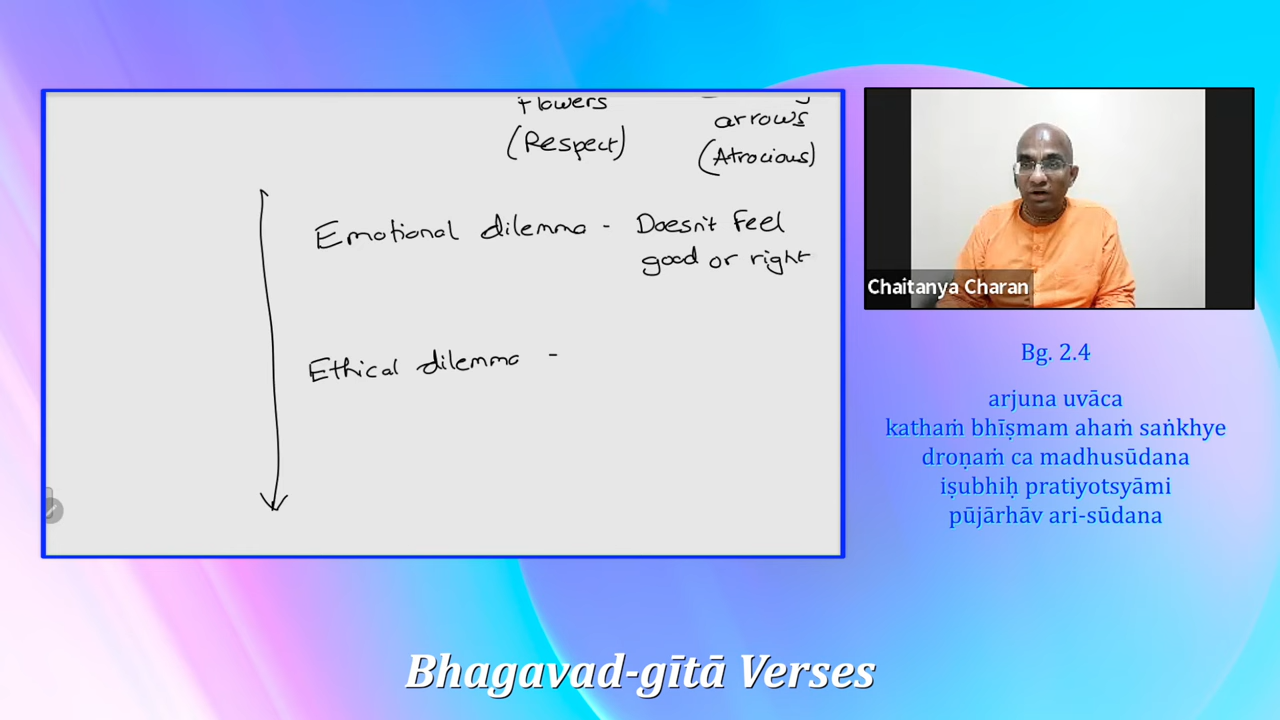 flowers
(Respect)
arrows
(Atrocious)
Emotional dilemma - Doesn't feel
good or right
Ethical dilemma -
Chaitanya Charan
Bg. 2.4
arjuna uvāca
kathaṁ bhīṣmam ahaṁ saṅkhye
droṇaṁ ca madhusūdana
iṣubhiḥ pratiyotsyāmi
pūjārhāv ari-sūdana
Bhagavad-gītā Verses